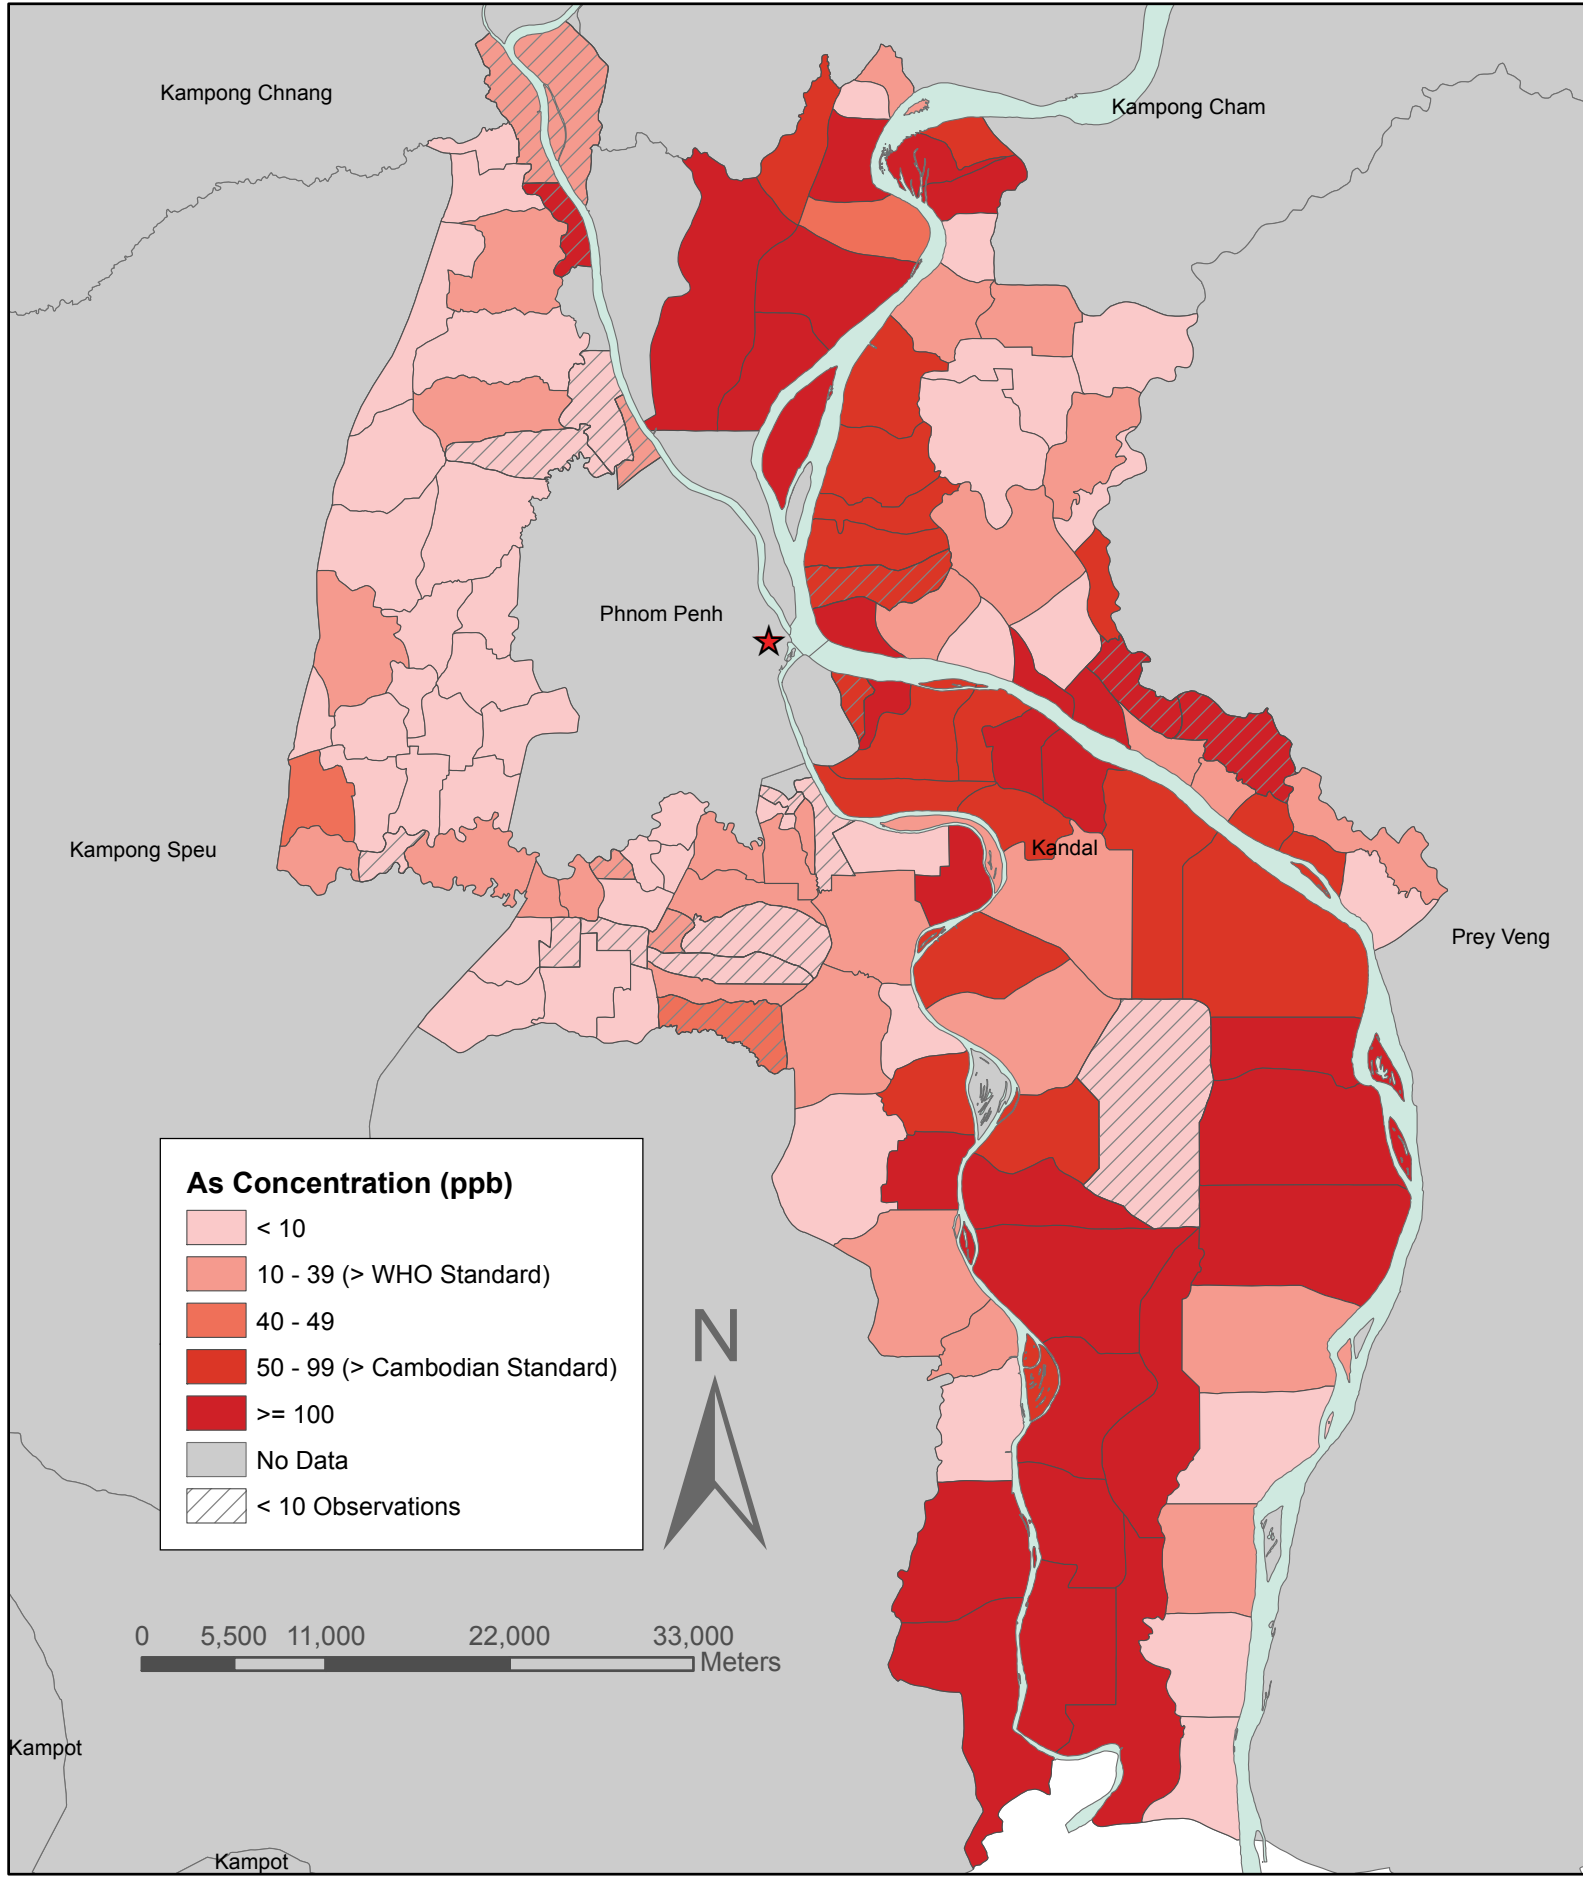 Kampong Chnang
Kampong Cham
Phnom Penh
Kampong Speu
Kandal
Prey Veng
As Concentration (ppb)
< 10
10 - 39 (> WHO Standard)
40 - 49
50 - 99 (> Cambodian Standard)
>= 100
No Data
< 10 Observations
N
0 5,500 11,000 22,000 33,000
Meters
Kampot
Kampot